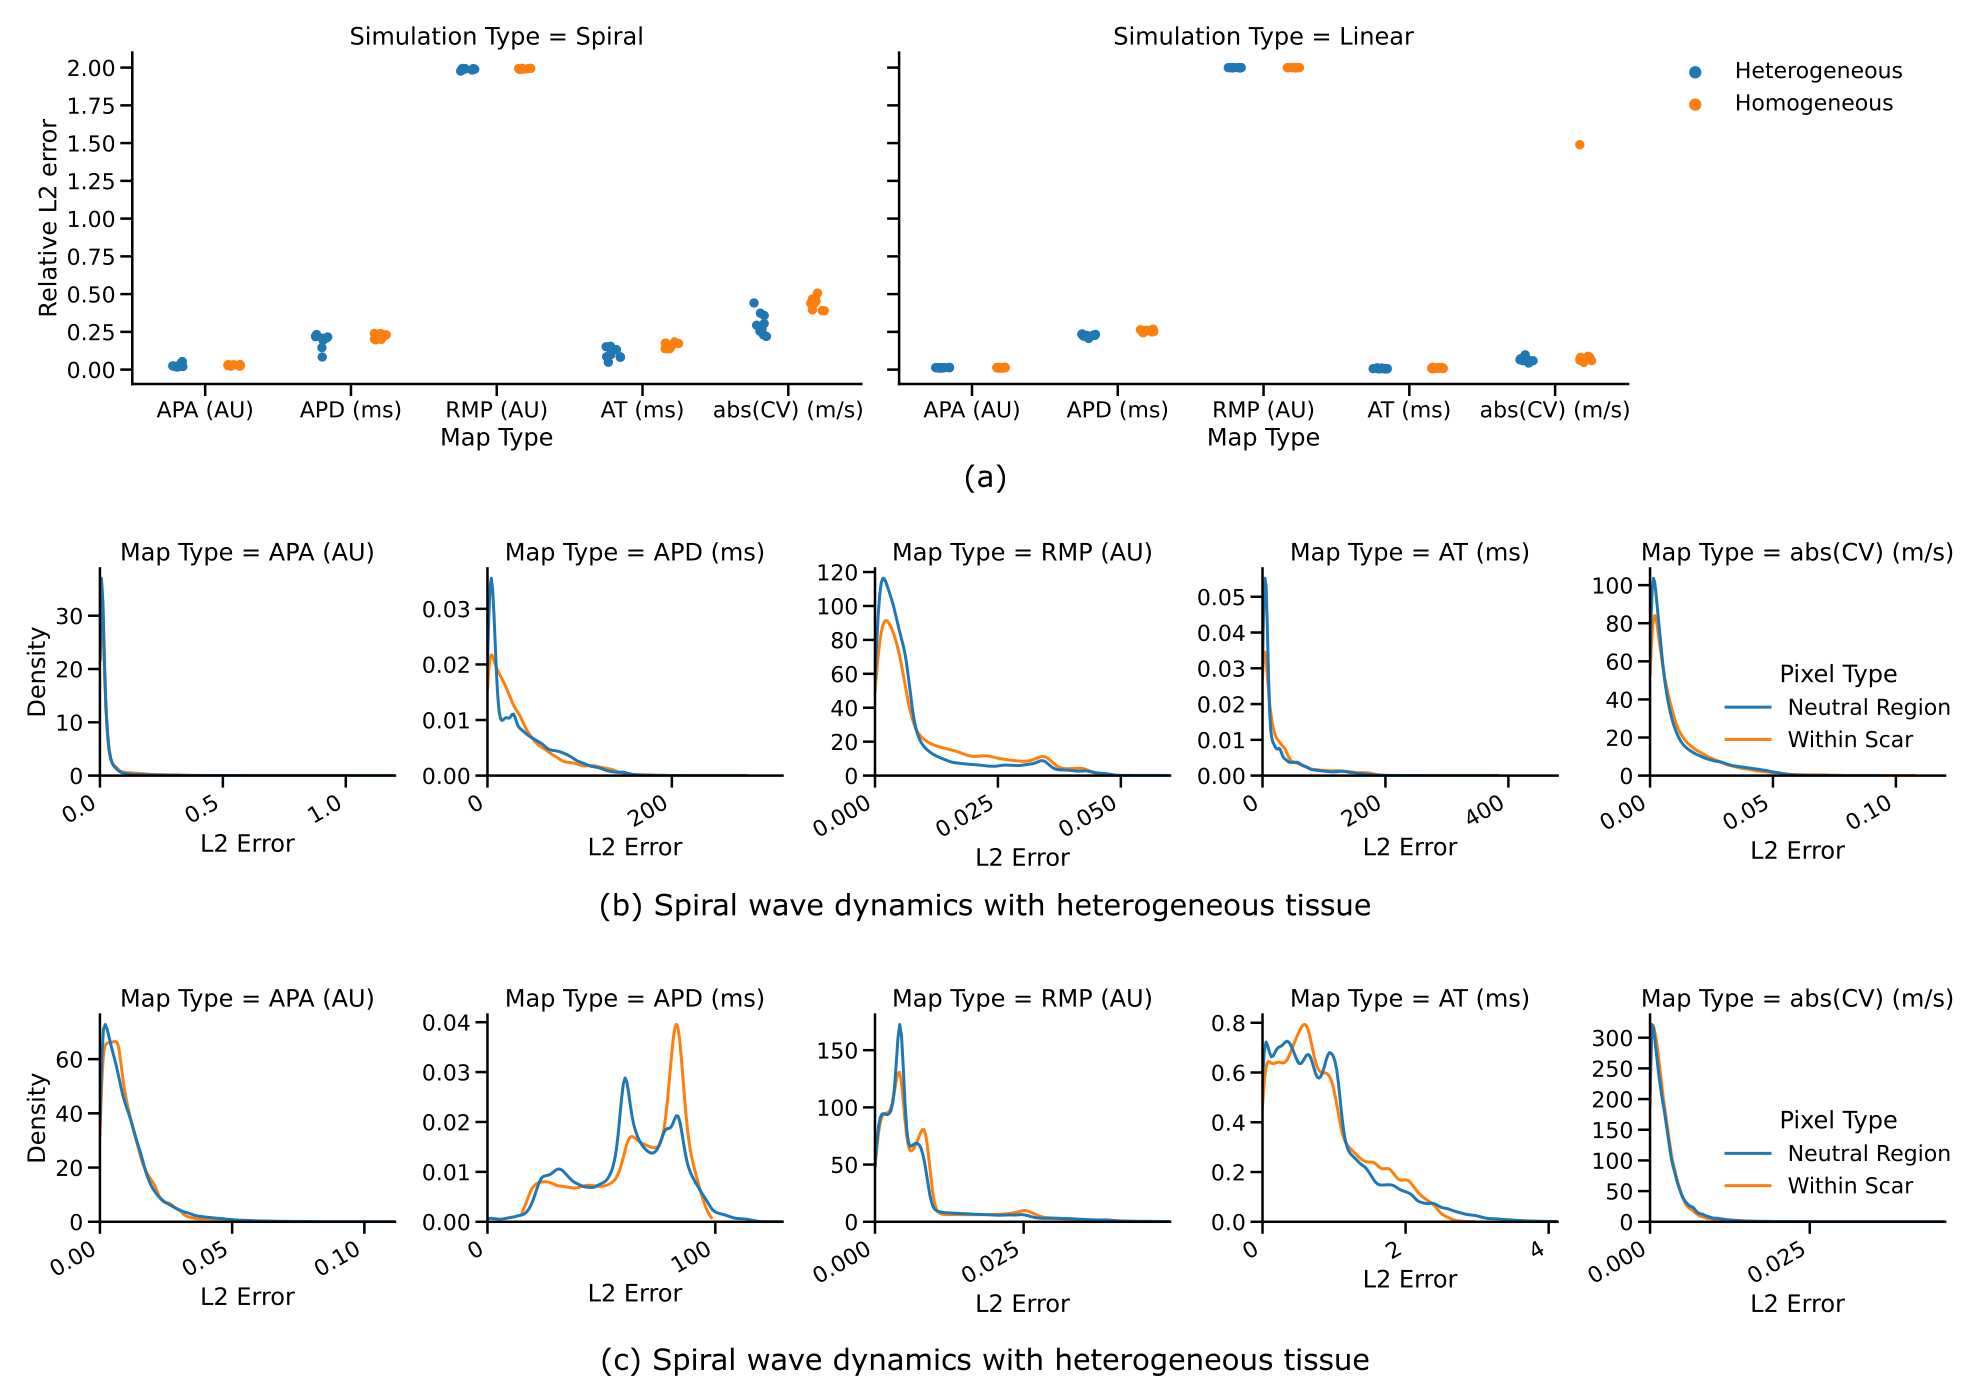 Simulation Type = Spiral
Simulation Type = Linear
Heterogeneous
Homogeneous
Relative L2 error
2.00
1.75
1.50
1.25
1.00
0.75
0.50
0.25
0.00
APA (AU) APD (ms) RMP (AU) AT (ms) abs(CV) (m/s)
Map Type
APA (AU) APD (ms) RMP (AU) AT (ms) abs(CV) (m/s)
Map Type
(a)
Map Type = APA (AU)
Density
30
20
10
0
0.0 0.5 1.0
L2 Error
Map Type = APD (ms)
0.03
0.02
0.01
0.00
0 200
L2 Error
Map Type = RMP (AU)
120
100
80
60
40
20
0
0.000 0.025 0.050
L2 Error
Map Type = AT (ms)
0.05
0.04
0.03
0.02
0.01
0.00
0 200 400
L2 Error
Map Type = abs(CV) (m/s)
100
80
60
40
20
0
0.00 0.05 0.10
L2 Error
Pixel Type
Neutral Region
Within Scar
(b) Spiral wave dynamics with heterogeneous tissue
Map Type = APA (AU)
Density
60
40
20
0
0.00 0.05 0.10
L2 Error
Map Type = APD (ms)
0.04
0.03
0.02
0.01
0.00
0 100
L2 Error
Map Type = RMP (AU)
150
100
50
0
0.000 0.025
L2 Error
Map Type = AT (ms)
0.8
0.6
0.4
0.2
0.0
0 2 4
L2 Error
Map Type = abs(CV) (m/s)
300
250
200
150
100
50
0
0.000 0.025
L2 Error
Pixel Type
Neutral Region
Within Scar
(c) Spiral wave dynamics with heterogeneous tissue